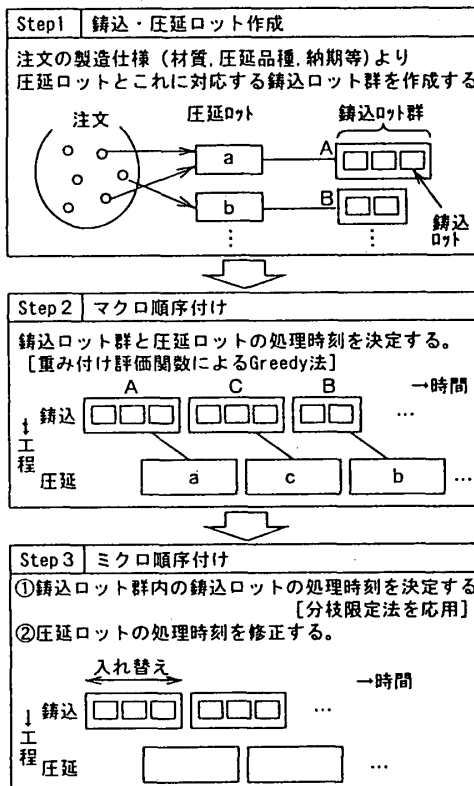 Step1 鋳込・圧延ロット作成
注文の製造仕様（材質,圧延品種,納期等）より
圧延ロットとこれに対応する鋳込ロット群を作成する
注文 圧延ロット 鋳込ロット群
a A
b B
鋳込
ロット
⋮ ⋮
Step2 マクロ順序付け
鋳込ロット群と圧延ロットの処理時刻を決定する。
[重み付け評価関数によるGreedy法]
A C B →時間
鋳込 …
↑工程
圧延 a c b …
Step3 ミクロ順序付け
①鋳込ロット群内の鋳込ロットの処理時刻を決定する
[分枝限定法を応用]
②圧延ロットの処理時刻を修正する。
入れ替え →時間
鋳込 …
↓工程
圧延 …